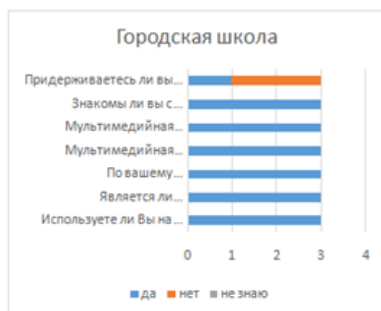 Городская школа
Придерживаетесь ли вы...
Знакомы ли вы с...
Мультимедийная...
Мультимедийная...
По вашему...
Является ли...
Используете ли Вы на...
0 1 2 3 4
да нет не знаю